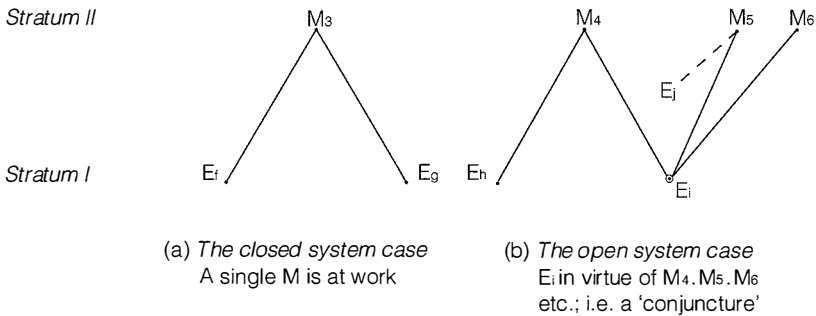 Stratum II
M3
M4
M5
M6
Ej
Stratum I
Ef
Eg
Eh
Ei
(a) The closed system case
A single M is at work
(b) The open system case
Ei in virtue of M4.M5.M6
etc.; i.e. a ‘conjuncture’